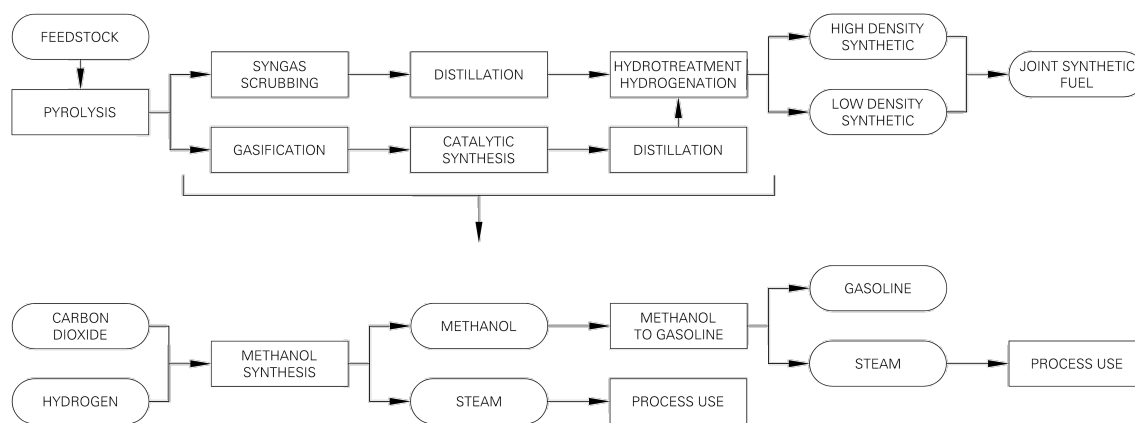 FEEDSTOCK
PYROLYSIS
SYNGAS
SCRUBBING
DISTILLATION
HYDROTREATMENT
HYDROGENATION
HIGH DENSITY
SYNTHETIC
LOW DENSITY
SYNTHETIC
JOINT SYNTHETIC
FUEL
GASIFICATION
CATALYTIC
SYNTHESIS
DISTILLATION
CARBON
DIOXIDE
HYDROGEN
METHANOL
SYNTHESIS
METHANOL
STEAM
METHANOL
TO GASOLINE
PROCESS USE
GASOLINE
STEAM
PROCESS USE